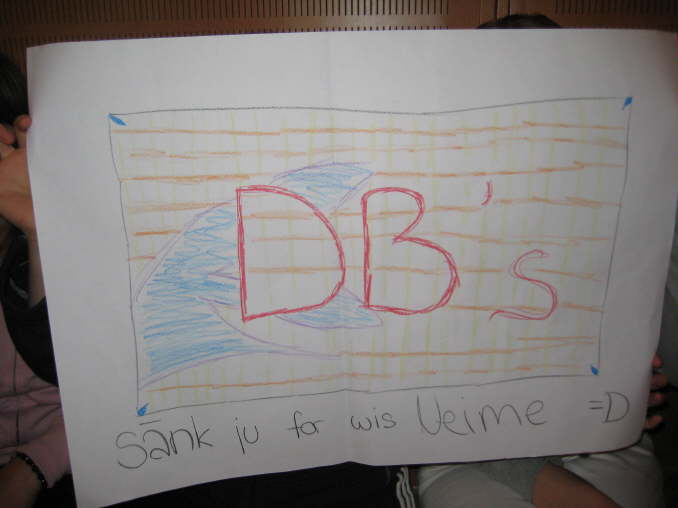 DB's
Sänk ju for wis Veime =D